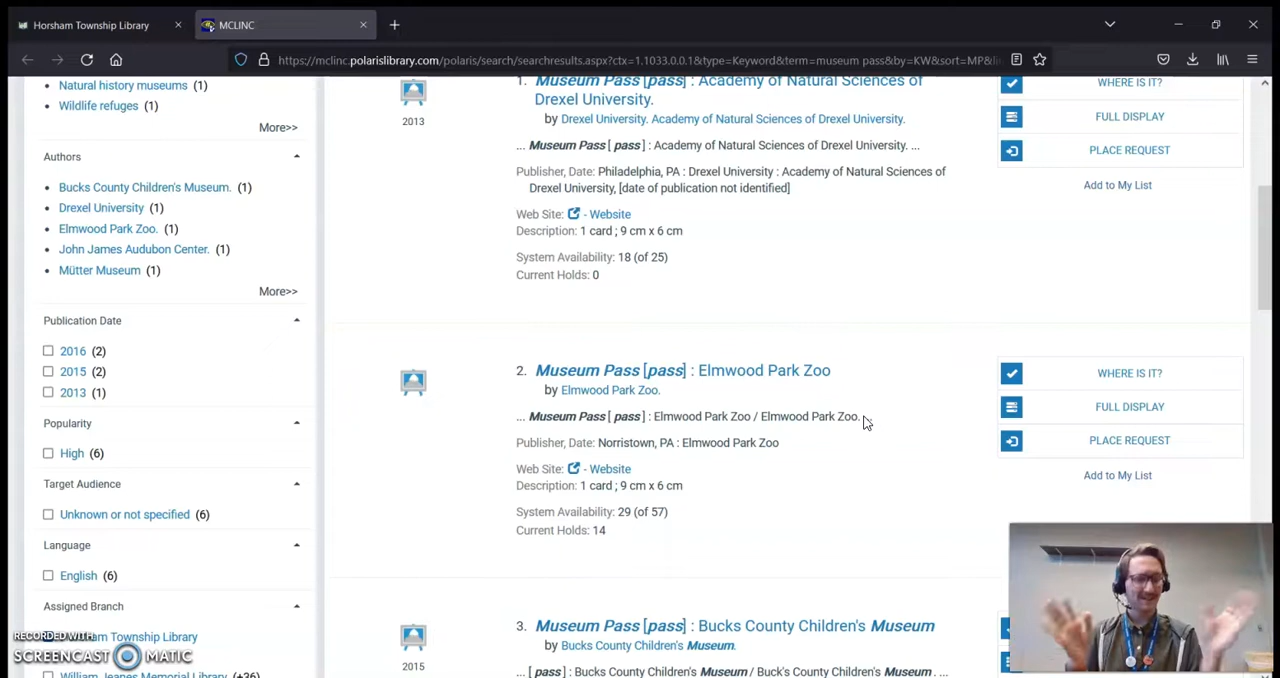 Horsham Township Library
MCLINC
https://mclinc.polarislibrary.com/polaris/search/searchresults.aspx?ctx=1.1033.0.0.1&type=Keyword&term=museum pass&by=KW&sort=MP&li
Natural history museums (1)
Wildlife refuges (1)
More>>
Authors
Bucks County Children's Museum. (1)
Drexel University (1)
Elmwood Park Zoo. (1)
John James Audubon Center. (1)
Mütter Museum (1)
More>>
Publication Date
2016 (2)
2015 (2)
2013 (1)
Popularity
High (6)
Target Audience
Unknown or not specified (6)
Language
English (6)
Assigned Branch
Township Library
William Jeanes Memorial Library (+36)
RECORDED WITH
SCREENCAST MATIC
2013
1. Museum Pass [pass] : Academy of Natural Sciences of
Drexel University.
by Drexel University. Academy of Natural Sciences of Drexel University.
... Museum Pass [ pass ] : Academy of Natural Sciences of Drexel University. ...
Publisher, Date: Philadelphia, PA : Drexel University : Academy of Natural Sciences of
Drexel University, [date of publication not identified]
Web Site: - Website
Description: 1 card ; 9 cm x 6 cm
System Availability: 18 (of 25)
Current Holds: 0
WHERE IS IT?
FULL DISPLAY
PLACE REQUEST
Add to My List
2. Museum Pass [pass] : Elmwood Park Zoo
by Elmwood Park Zoo.
... Museum Pass [ pass ] : Elmwood Park Zoo / Elmwood Park Zoo. ...
Publisher, Date: Norristown, PA : Elmwood Park Zoo
Web Site: - Website
Description: 1 card ; 9 cm x 6 cm
System Availability: 29 (of 57)
Current Holds: 14
WHERE IS IT?
FULL DISPLAY
PLACE REQUEST
Add to My List
2015
3. Museum Pass [pass] : Bucks County Children's Museum
by Bucks County Children's Museum.
[ pass ] : Bucks County Children's Museum / Buck's County Children's Museum . ...